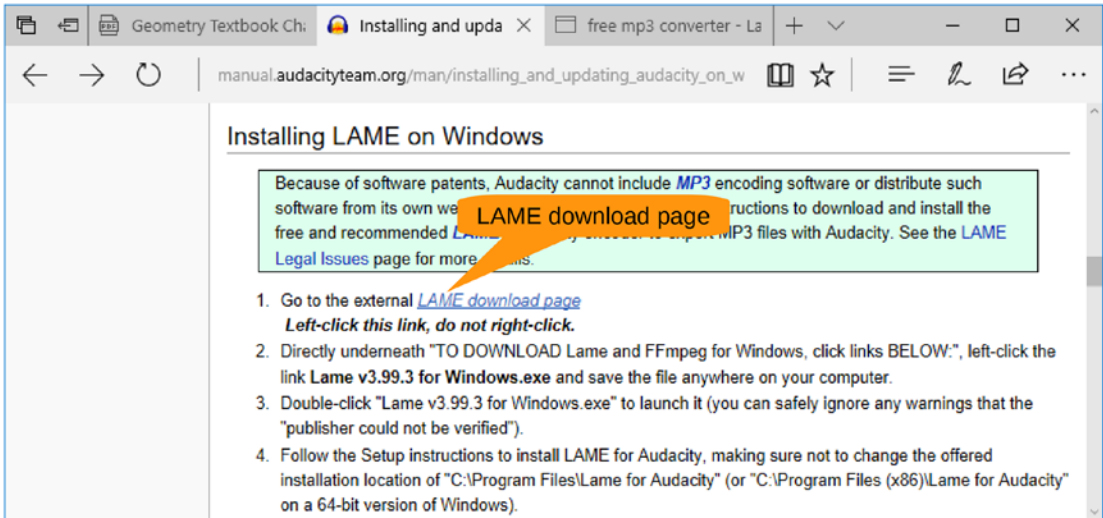 Geometry Textbook Cha
Installing and upda
free mp3 converter - La
manual.audacityteam.org/man/installing_and_updating_audacity_on_w
Installing LAME on Windows
Because of software patents, Audacity cannot include MP3 encoding software or distribute such
software from its own ructions to download and install the
free and recommended MP3 files with Audacity. See the LAME
Legal Issues page for more
LAME download page
1. Go to the external LAME download page
Left-click this link, do not right-click.
2. Directly underneath "TO DOWNLOAD Lame and FFmpeg for Windows, click links BELOW:", left-click the
link Lame v3.99.3 for Windows.exe and save the file anywhere on your computer.
3. Double-click "Lame v3.99.3 for Windows.exe" to launch it (you can safely ignore any warnings that the
"publisher could not be verified").
4. Follow the Setup instructions to install LAME for Audacity, making sure not to change the offered
installation location of "C:\Program Files\Lame for Audacity" (or "C:\Program Files (x86)\Lame for Audacity"
on a 64-bit version of Windows).